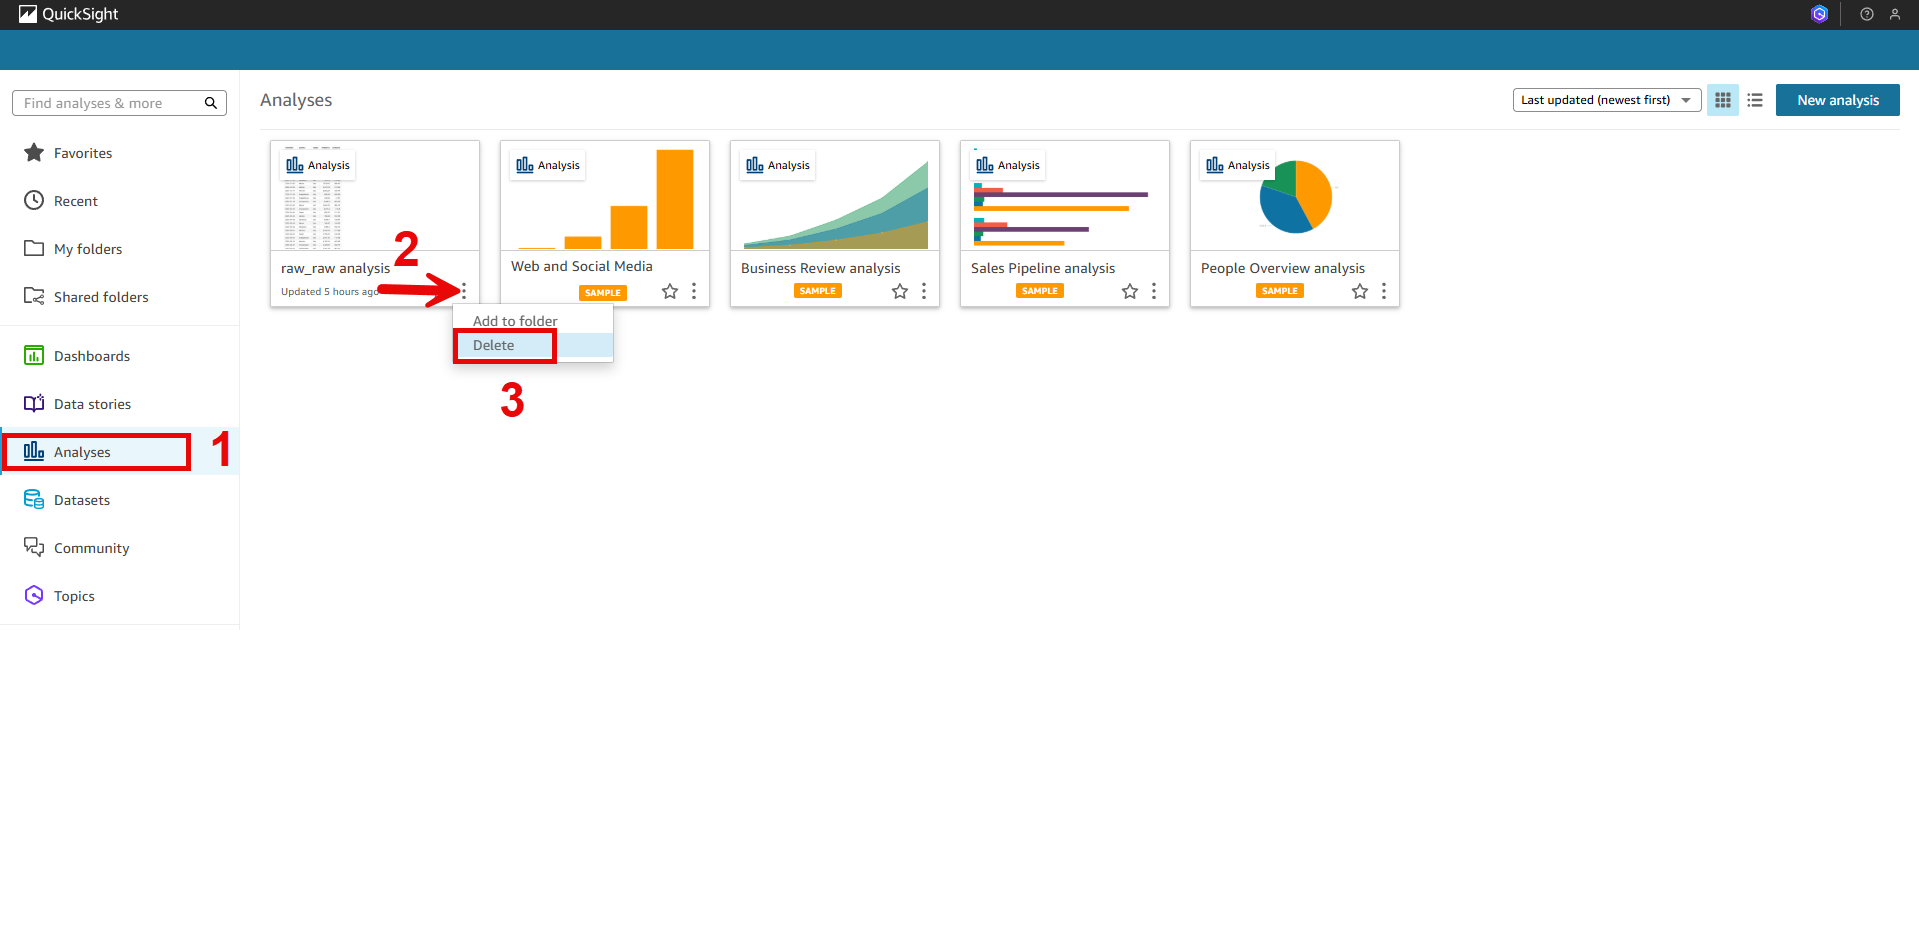 QuickSight
Find analyses & more
Favorites
Recent
My folders
Shared folders
Dashboards
Data stories
Analyses
1
Datasets
Community
Topics
Analyses
Last updated (newest first)
New analysis
Analysis
raw_raw analysis
Updated 5 hours ago
2
Analysis
Web and Social Media
SAMPLE
Analysis
Business Review analysis
SAMPLE
Analysis
Sales Pipeline analysis
SAMPLE
Analysis
People Overview analysis
SAMPLE
Add to folder
Delete
3